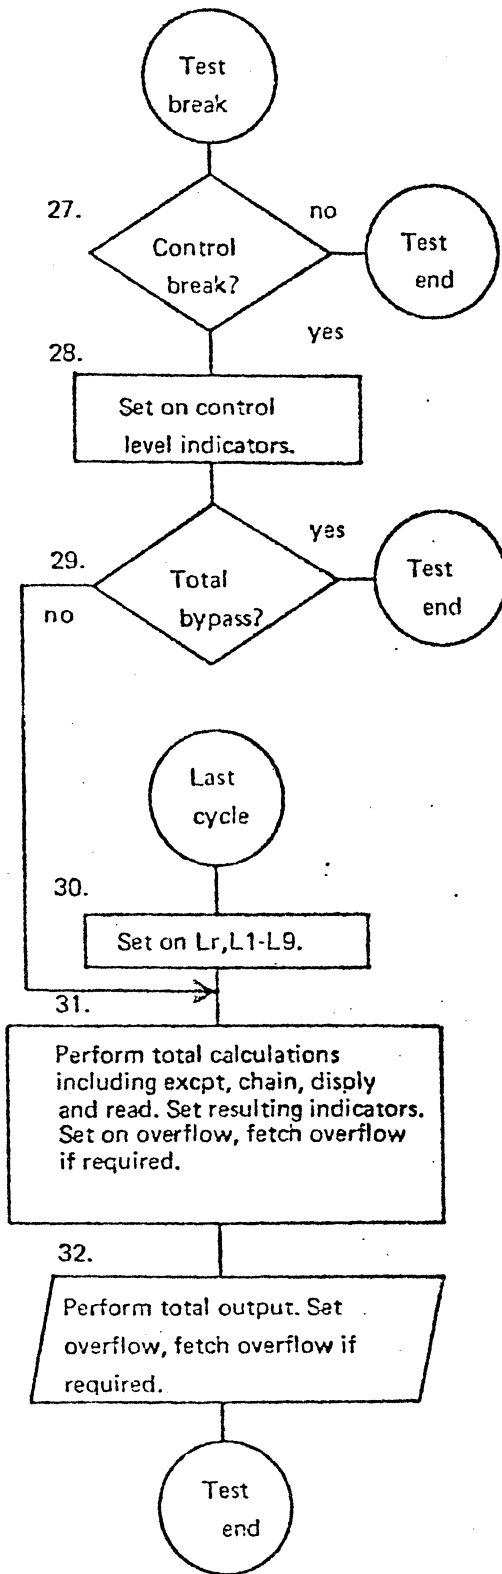 Test
break
27.
no
Control
break?
Test
end
yes
28.
Set on control
level indicators.
yes
29.
Total
bypass?
Test
end
no
Last
cycle
30.
Set on Lr,L1-L9.
31.
Perform total calculations
including excpt, chain, disply
and read. Set resulting indicators.
Set on overflow, fetch overflow
if required.
32.
Perform total output. Set
overflow, fetch overflow if
required.
Test
end